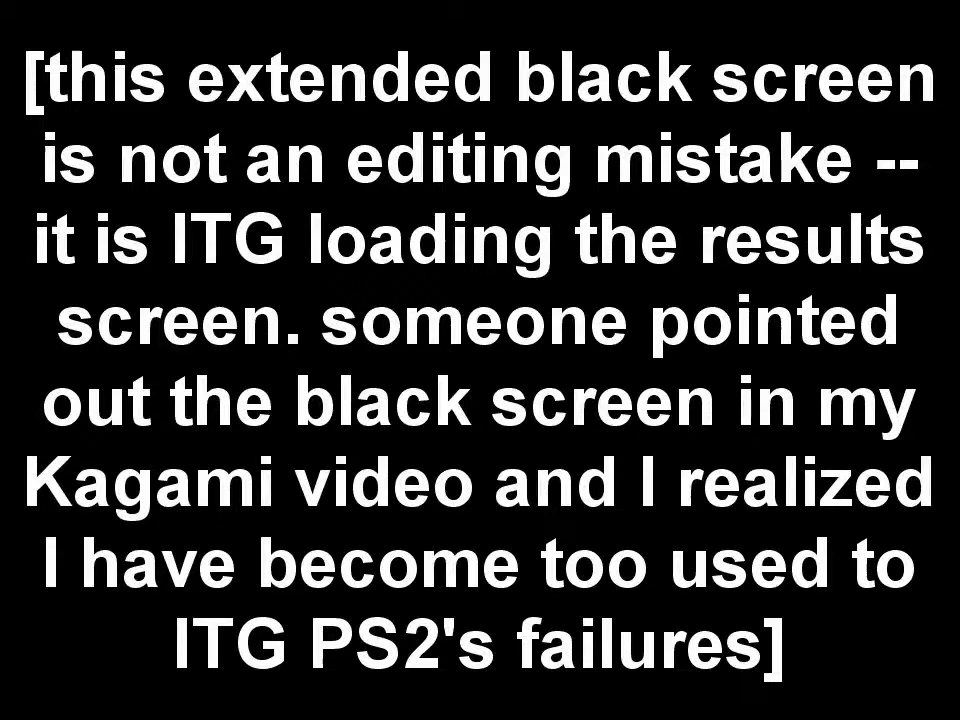 [this extended black screen
is not an editing mistake --
it is ITG loading the results
screen. someone pointed
out the black screen in my
Kagami video and I realized
I have become too used to
ITG PS2's failures]